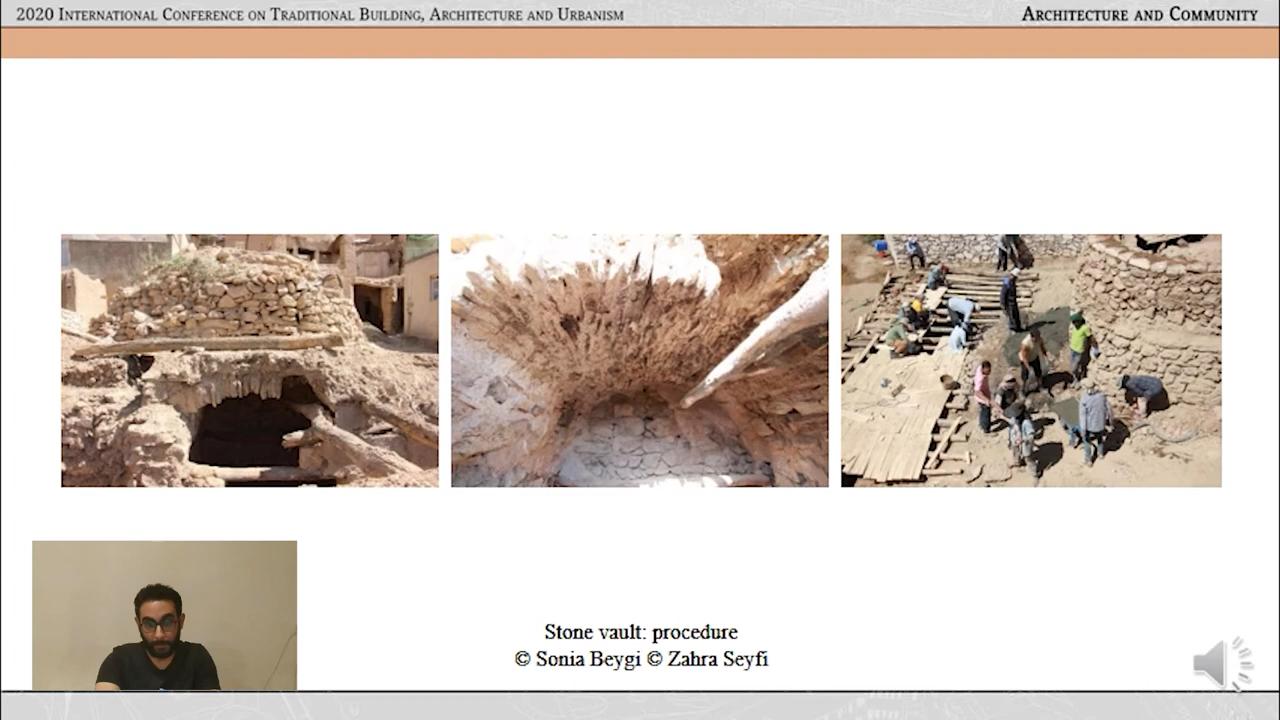 2020 International Conference on Traditional Building, Architecture and Urbanism
Architecture and Community
Stone vault: procedure
© Sonia Beygi © Zahra Seyfi